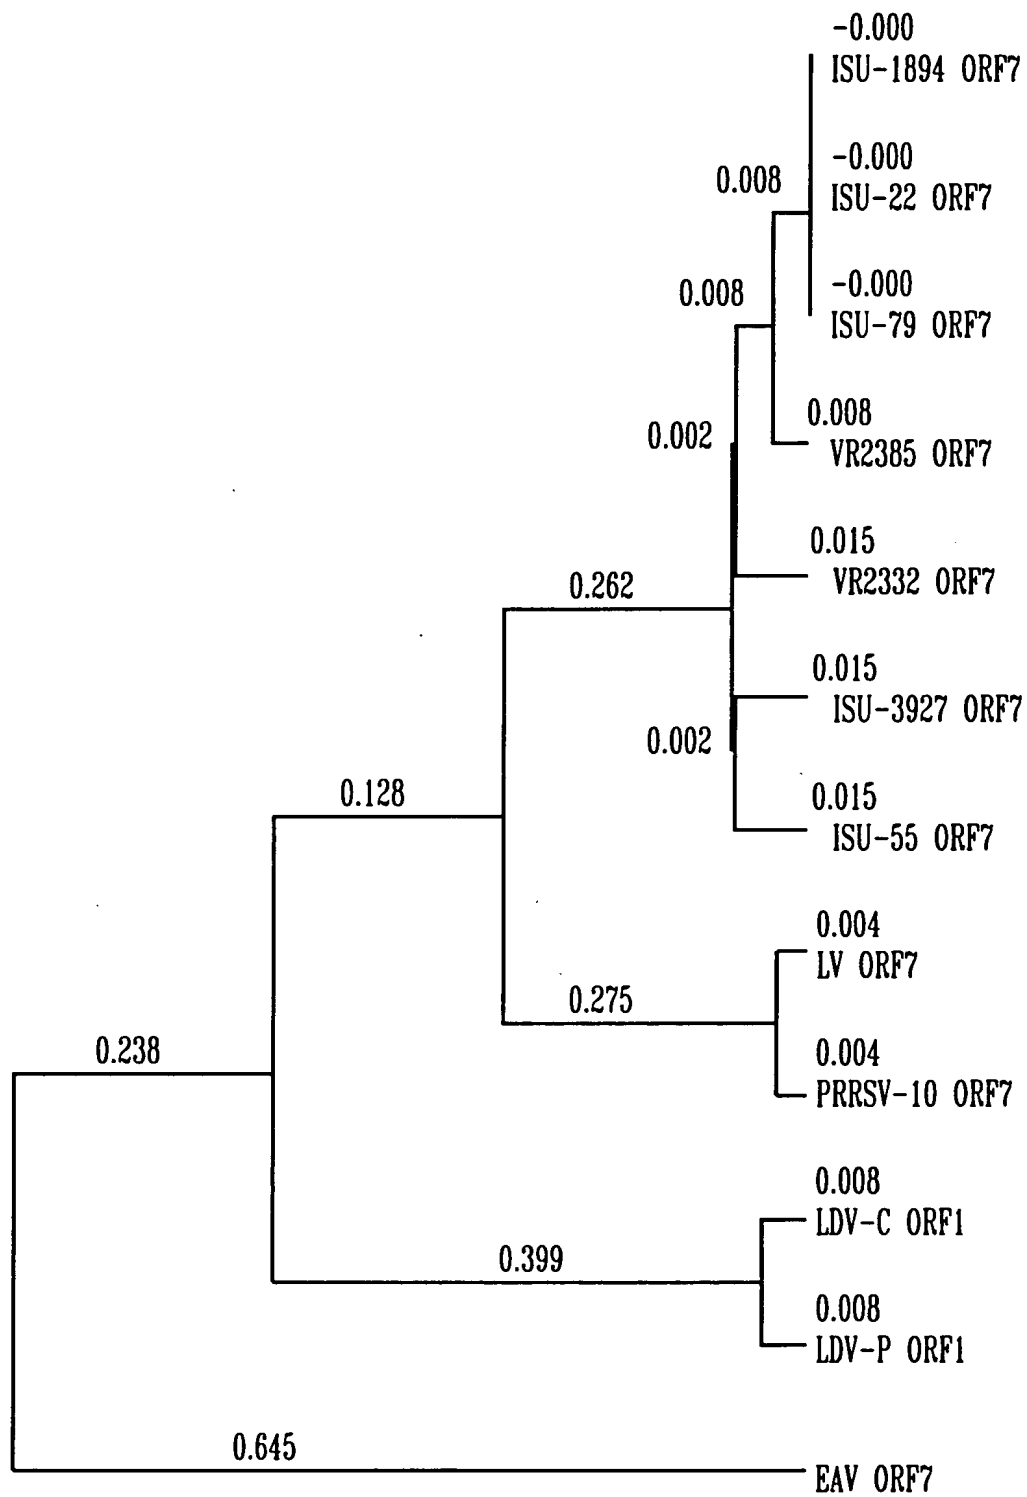 -0.000
ISU-1894 ORF7
-0.000
0.008
ISU-22 ORF7
-0.000
0.008
ISU-79 ORF7
0.008
0.002
VR2385 ORF7
0.015
VR2332 ORF7
0.262
0.015
ISU-3927 ORF7
0.002
0.128
0.015
ISU-55 ORF7
0.004
LV ORF7
0.275
0.238
0.004
PRRSV-10 ORF7
0.008
LDV-C ORF1
0.399
0.008
LDV-P ORF1
0.645
EAV ORF7